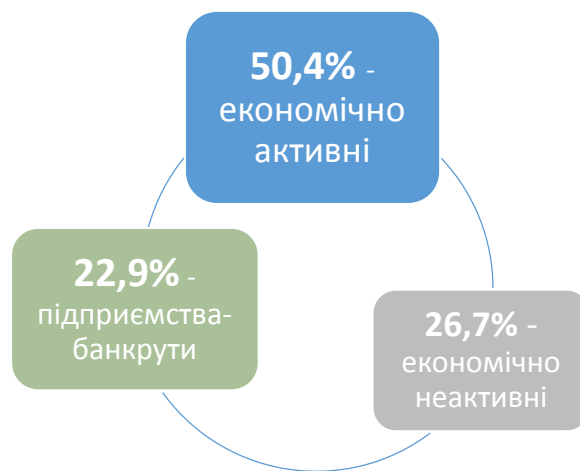 50,4% -
економічно
активні
22,9% -
підприємства-
банкрути
26,7% -
економічно
неактивні